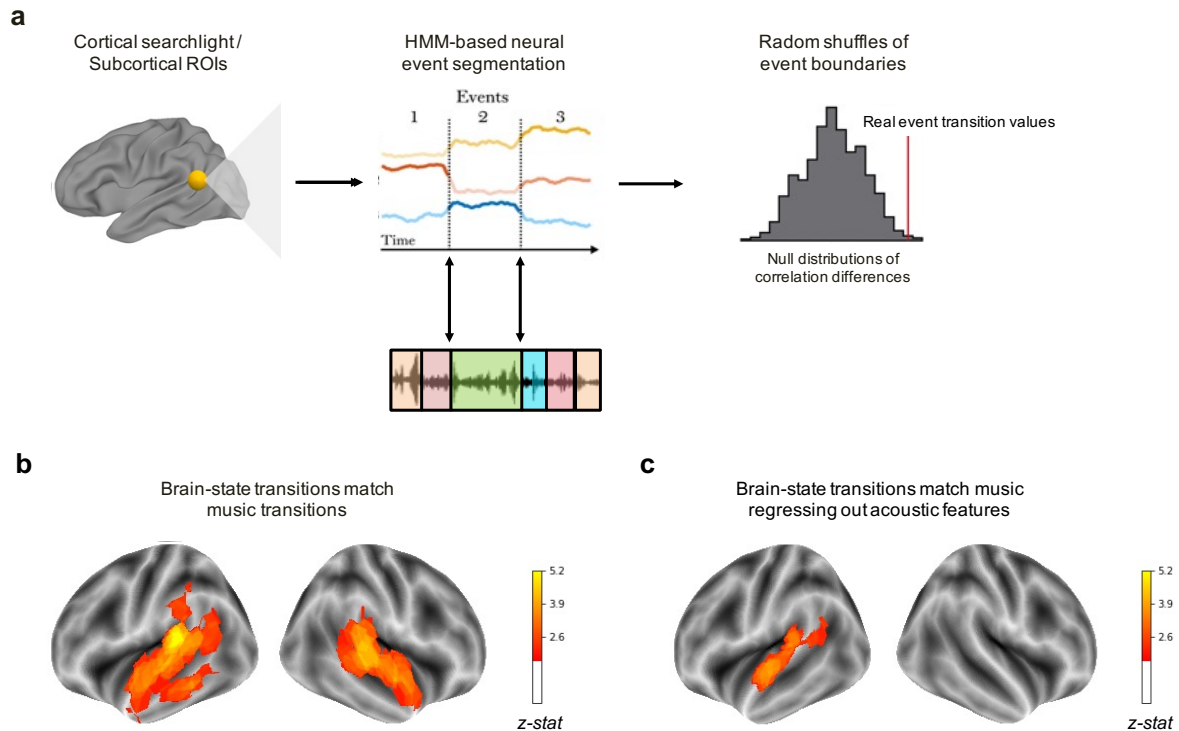 a
Cortical searchlight/
Subcortical ROIs
HMM-based neural
event segmentation
Events
1 2 3
Time
Radom shuffles of
event boundaries
Real event transition values
Null distributions of
correlation differences
b
Brain-state transitions match
music transitions
5.2
3.9
2.6
z-stat
c
Brain-state transitions match music
regressing out acoustic features
5.2
3.9
2.6
z-stat